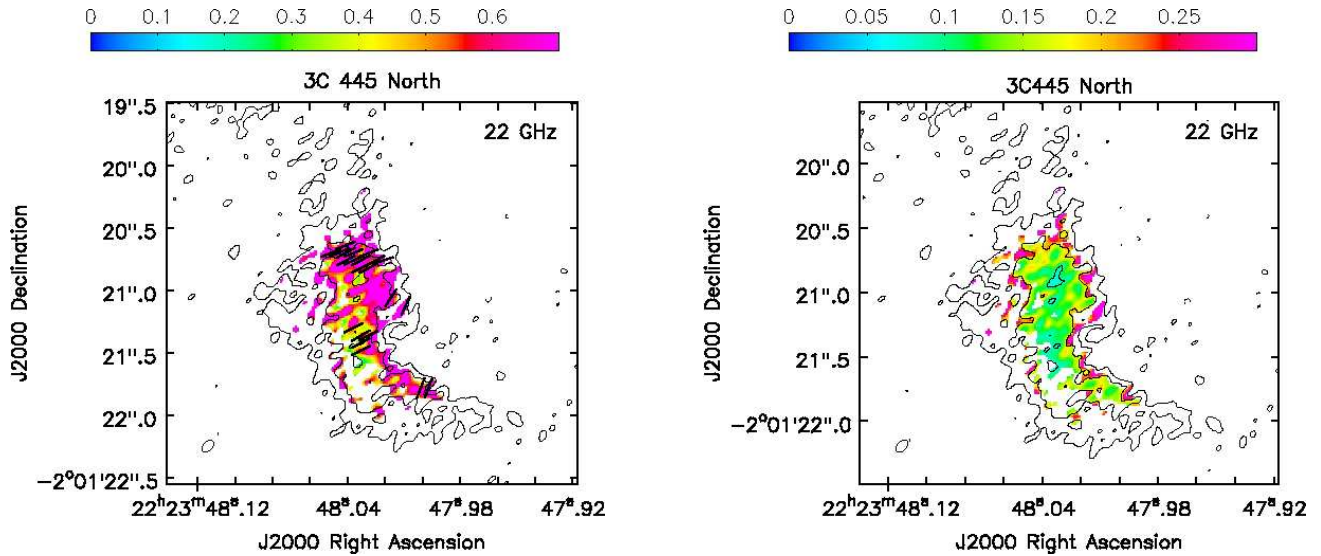 0 0.1 0.2 0.3 0.4 0.5 0.6
3C 445 North
22 GHz
19".5
20".0
20".5
21".0
21".5
22".0
-2°01'22".5
J2000 Declination
22ʰ23ᵐ48ˢ.12 48ˢ.04 47ˢ.98 47ˢ.92
J2000 Right Ascension
0 0.05 0.1 0.15 0.2 0.25
3C445 North
22 GHz
20".0
20".5
21".0
21".5
-2°01'22".0
J2000 Declination
22ʰ23ᵐ48ˢ.12 48ˢ.04 47ˢ.98 47ˢ.92
J2000 Right Ascension